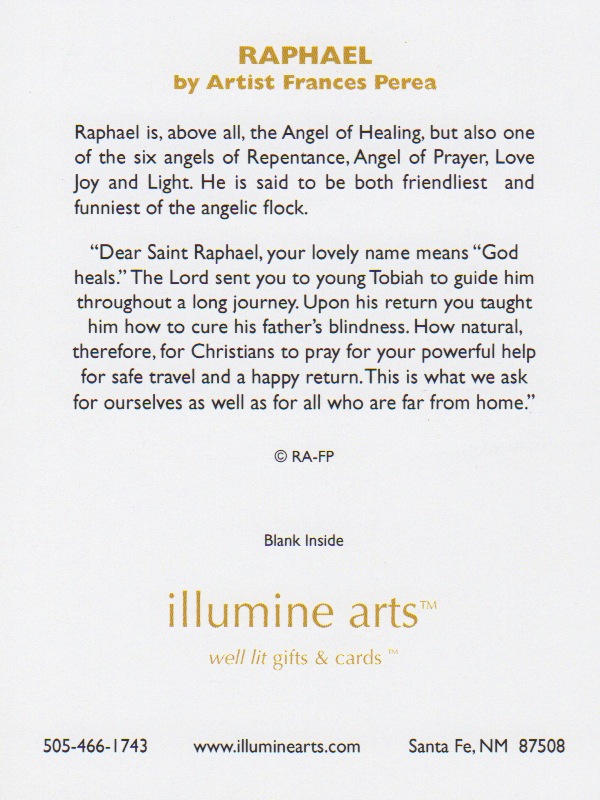 RAPHAEL
by Artist Frances Perea
Raphael is, above all, the Angel of Healing, but also one
of the six angels of Repentance, Angel of Prayer, Love
Joy and Light. He is said to be both friendliest and
funniest of the angelic flock.
“Dear Saint Raphael, your lovely name means “God
heals.” The Lord sent you to young Tobiah to guide him
throughout a long journey. Upon his return you taught
him how to cure his father’s blindness. How natural,
therefore, for Christians to pray for your powerful help
for safe travel and a happy return. This is what we ask
for ourselves as well as for all who are far from home.”
© RA-FP
Blank Inside
illumine arts™
well lit gifts & cards ™
505-466-1743 www.illuminearts.com Santa Fe, NM 87508